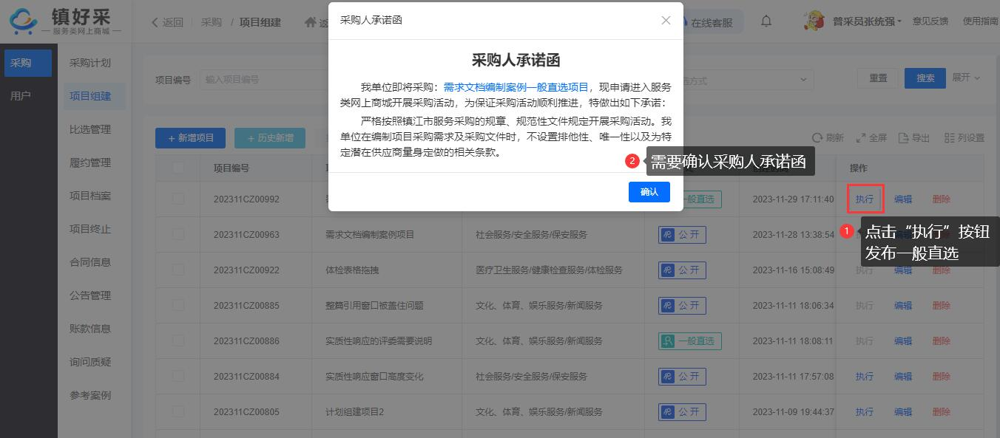 镇好采
服务类网上商城
返回
采购 / 项目组建
返
在线客服
普采员张统强
意见反馈
使用指南
采购
用户
采购计划
项目组建
比选管理
履约管理
项目档案
项目终止
合同信息
公告管理
账款信息
询问质疑
参考案例
项目编号
输入项目编号
选方式
重置
搜索
展开
+ 新增项目
+ 历史新增
刷新
全屏
导出
列设置
项目编号
操作
202311CZ00992
一般直选
2023-11-29 17:11:40
执行
编辑
删除
202311CZ00963
需求文档编制案例项目
社会服务/安全服务/保安服务
公开
2023-11-28 13:38:54
202311CZ00922
体检表格拖拽
医疗卫生服务/健康检查服务/体检服务
公开
2023-11-16 15:08:49
执行
编辑
删除
202311CZ00885
整篇引用窗口被盖住问题
文化、体育、娱乐服务/新闻服务
公开
2023-11-11 18:06:34
执行
编辑
删除
202311CZ00886
实质性响应的评委需要说明
文化、体育、娱乐服务/新闻服务
一般直选
2023-11-11 18:08:11
执行
编辑
删除
202311CZ00884
实质性响应窗口高度变化
社会服务/安全服务/保安服务
公开
2023-11-11 17:57:08
执行
编辑
删除
202311CZ00805
计划组建项目2
文化、体育、娱乐服务/新闻服务
公开
2023-11-09 19:44:37
执行
编辑
删除
采购人承诺函
采购人承诺函
我单位即将采购：需求文档编制案例一般直选项目，现申请进入服务
类网上商城开展采购活动，为保证采购活动顺利推进，特做出如下承诺：
严格按照镇江市服务采购的规章、规范性文件规定开展采购活动。我
单位在编制项目采购需求及采购文件时，不设置排他性、唯一性以及为特
定潜在供应商量身定做的相关条款。
确认
2
需要确认采购人承诺函
1
点击“执行”按钮
发布一般直选